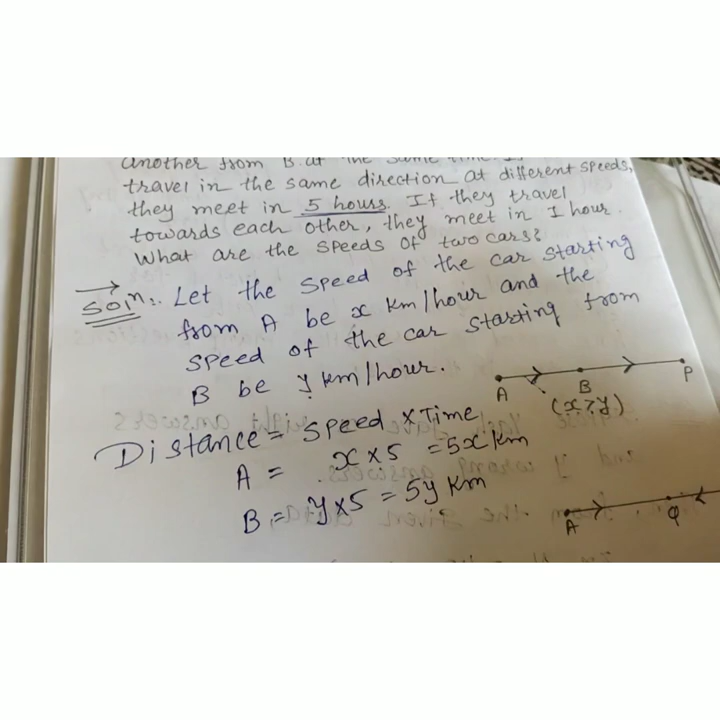 another from B. at the same time. I
travel in the same direction at different speeds,
they meet in 5 hours. If they travel
towards each other, they meet in 1 hour.
What are the speeds of two cars?
Solⁿ:. Let the speed of the car starting
from A be x km/hour and the
speed of the car starting from
B be y km/hour.
A B P
(x>y)
Distance = Speed × Time
A = x×5 = 5x km
B = y×5 = 5y km
A Q